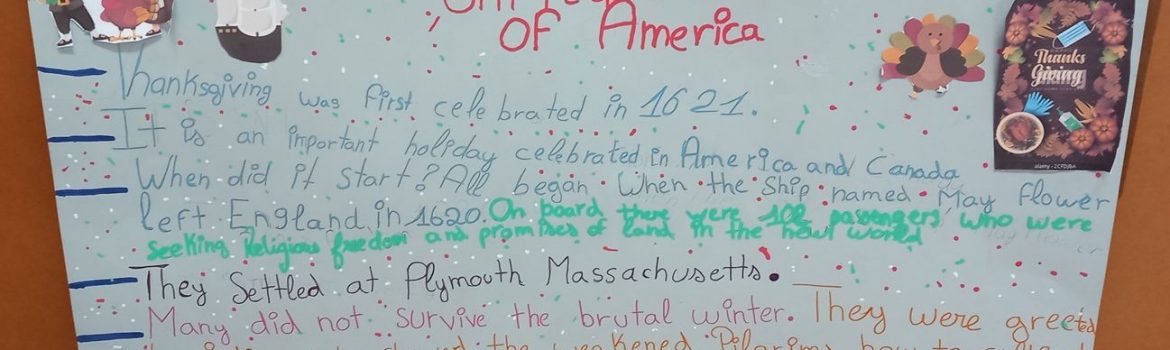 of America
Thanksgiving was first celebrated in 1621.
It is an important holiday celebrated in America and Canada
When did it start? All began when the ship named May flower
left England in 1620. On board there were 102 passengers, who were
seeking religious freedom and promises of land in the new world
They Settled at Plymouth Massachusetts.
Many did not survive the brutal winter. They were greeted
Thanks
Giving
alamy - 2CFDJBA